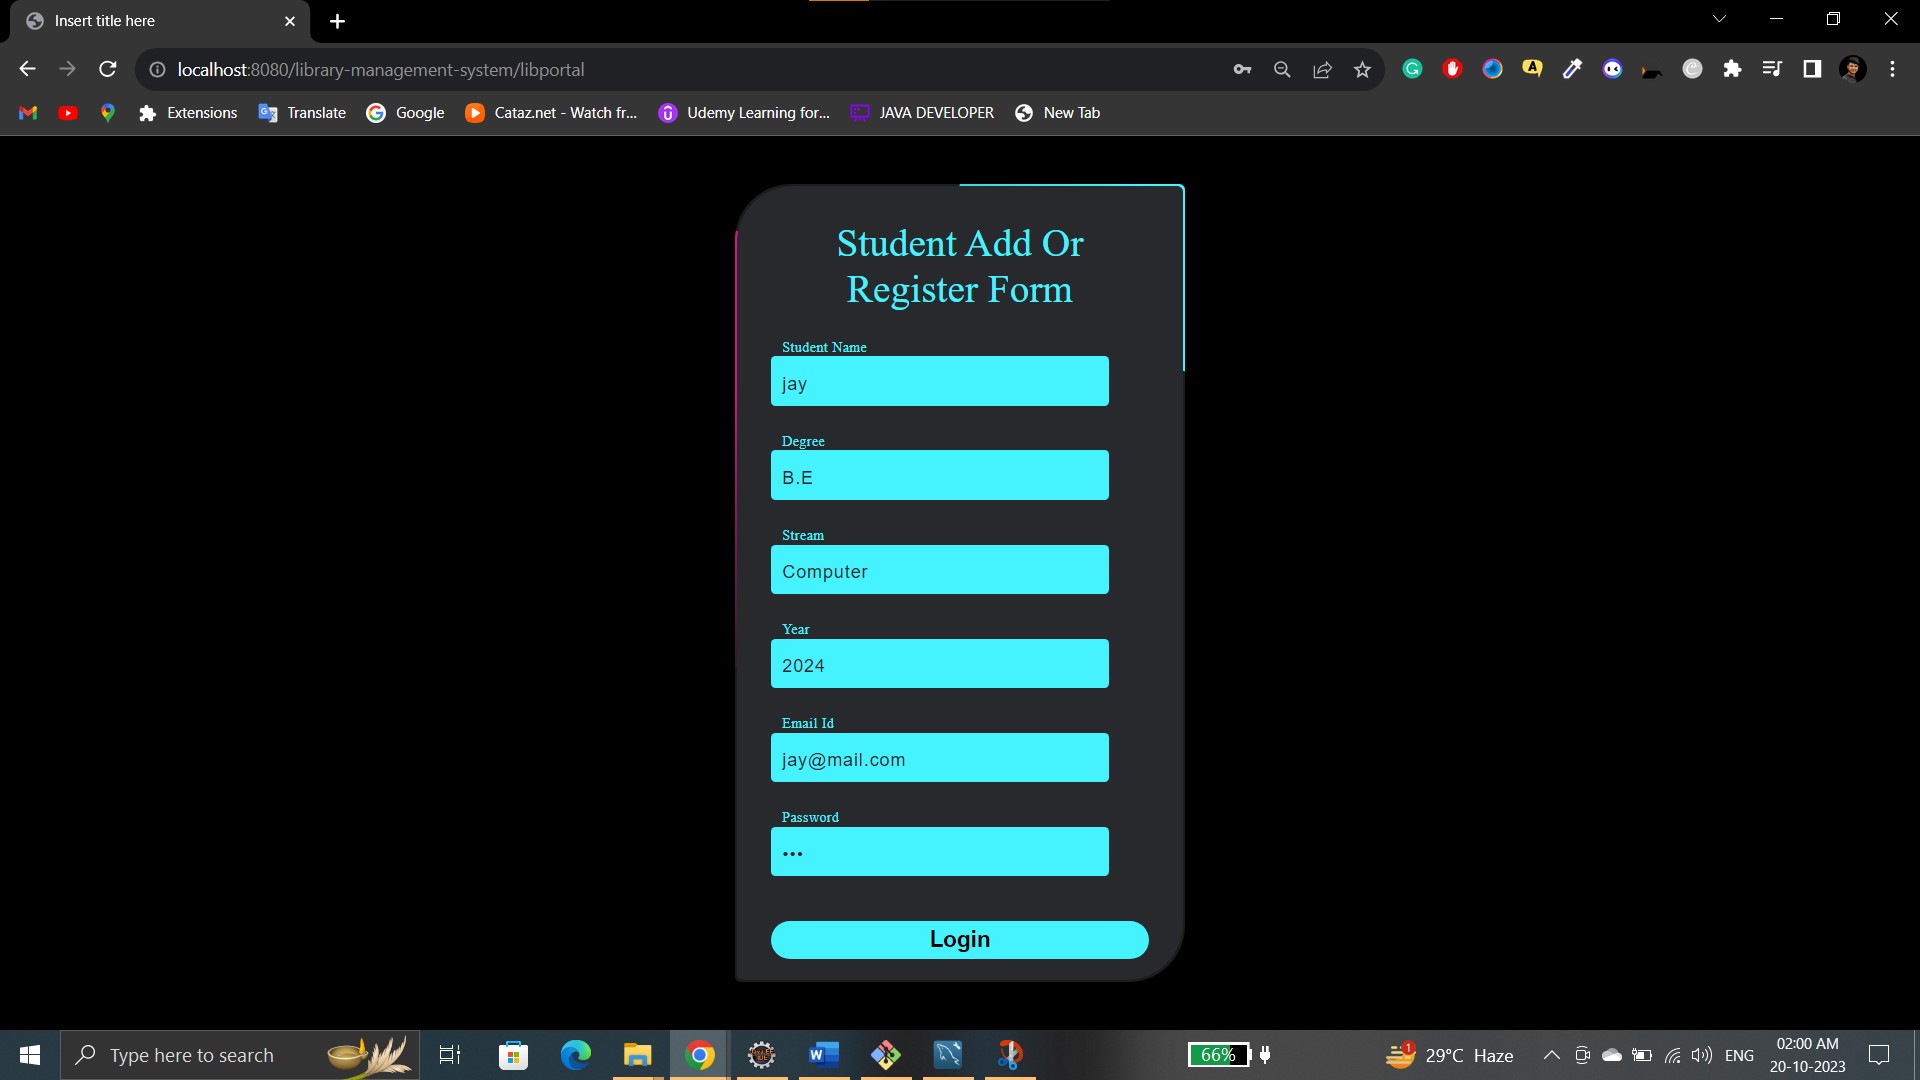 Insert title here
localhost:8080/library-management-system/libportal
Extensions
Translate
Google
Cataz.net - Watch fr...
Udemy Learning for...
JAVA DEVELOPER
New Tab
Student Add Or
Register Form
Student Name
jay
Degree
B.E
Stream
Computer
Year
2024
Email Id
jay@mail.com
Password
•••
Login
Type here to search
66%
1
29°C Haze
ENG
02:00 AM
20-10-2023